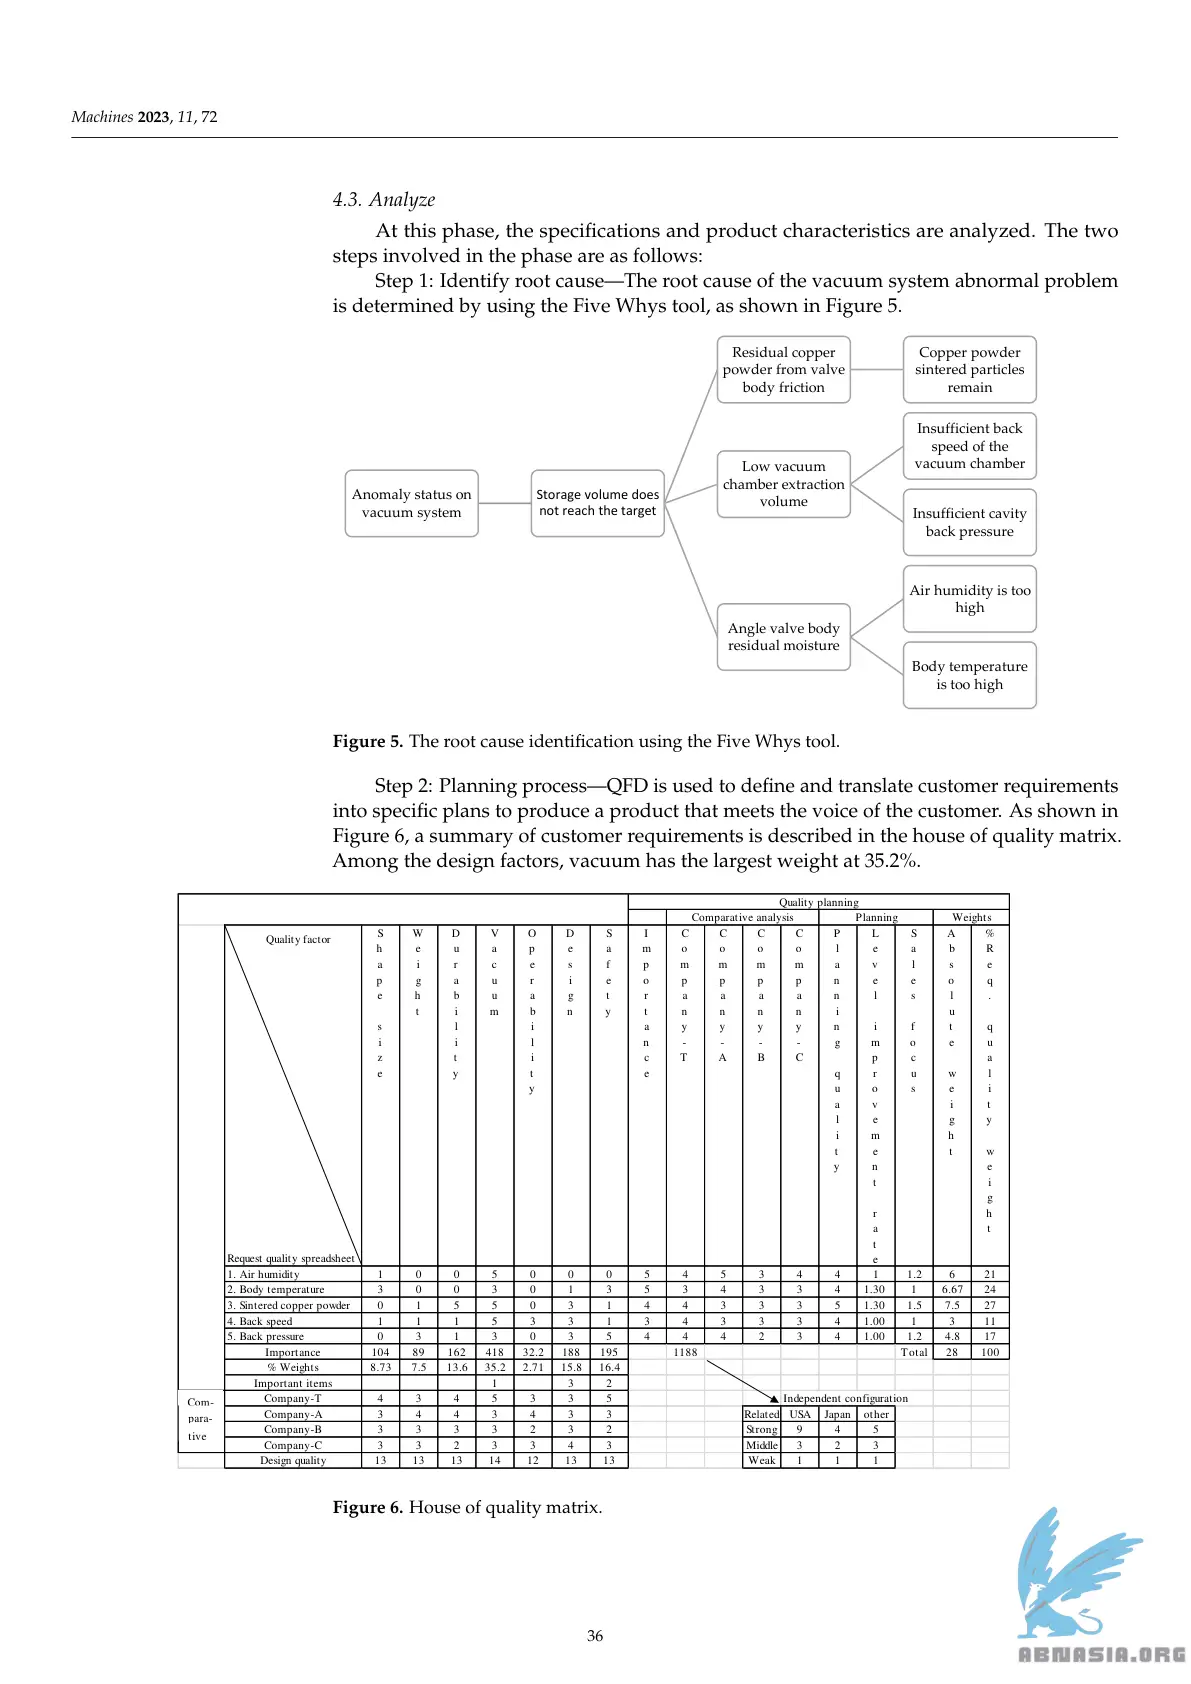 Machines 2023, 11, 72
4.3. Analyze
At this phase, the specifications and product characteristics are analyzed. The two
steps involved in the phase are as follows:
Step 1: Identify root cause—The root cause of the vacuum system abnormal problem
is determined by using the Five Whys tool, as shown in Figure 5.
Anomaly status on
vacuum system
Storage volume does
not reach the target
Residual copper
powder from valve
body friction
Copper powder
sintered particles
remain
Low vacuum
chamber extraction
volume
Insufficient back
speed of the
vacuum chamber
Insufficient cavity
back pressure
Angle valve body
residual moisture
Air humidity is too
high
Body temperature
is too high
Figure 5. The root cause identification using the Five Whys tool.
Step 2: Planning process—QFD is used to define and translate customer requirements
into specific plans to produce a product that meets the voice of the customer. As shown in
Figure 6, a summary of customer requirements is described in the house of quality matrix.
Among the design factors, vacuum has the largest weight at 35.2%.
Quality planning
Comparative analysis Planning Weights
Quality factor
Shape size
Weight
Durability
Vacuum
Operability
Design
Safety
Importance
Company-T
Company-A
Company-B
Company-C
Planning quality
Level improvement rate
Sales focus
Absolute weight
% Req. quality weight
Request quality spreadsheet
1. Air humidity 1 0 0 5 0 0 0 5 4 5 3 4 4 1 1.2 6 21
2. Body temperature 3 0 0 3 0 1 3 5 3 4 3 3 4 1.30 1 6.67 24
3. Sintered copper powder 0 1 5 5 0 3 1 4 4 3 3 3 5 1.30 1.5 7.5 27
4. Back speed 1 1 1 5 3 3 1 3 4 3 3 3 4 1.00 1 3 11
5. Back pressure 0 3 1 3 0 3 5 4 4 4 2 3 4 1.00 1.2 4.8 17
Importance 104 89 162 418 32.2 188 195 1188 Total 28 100
% Weights 8.73 7.5 13.6 35.2 2.71 15.8 16.4
Important items 1 3 2
Com-
para-
tive
Company-T 4 3 4 5 3 3 5 Independent configuration
Company-A 3 4 4 3 4 3 3 Related USA Japan other
Company-B 3 3 3 3 2 3 2 Strong 9 4 5
Company-C 3 3 2 3 3 4 3 Middle 3 2 3
Design quality 13 13 13 14 12 13 13 Weak 1 1 1
Figure 6. House of quality matrix.
36
ABNASIA.ORG